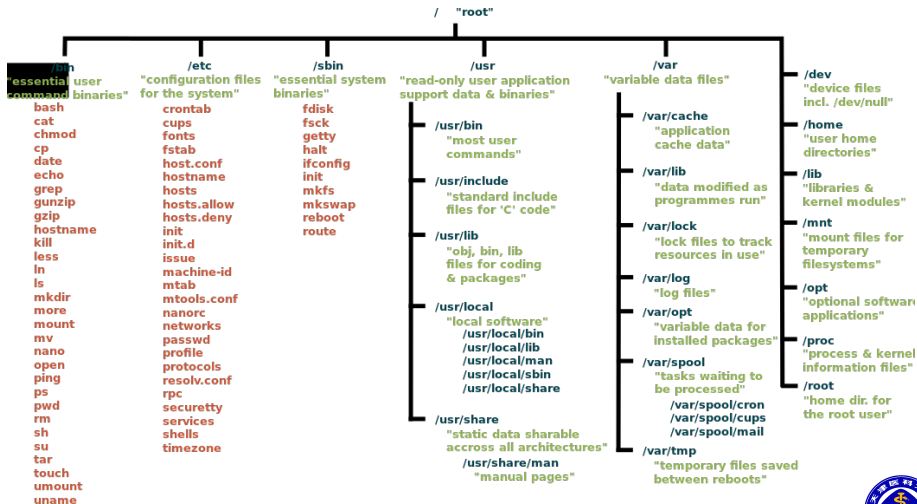 / "root"
/bin
"essential user
command binaries"
bash
cat
chmod
cp
date
echo
grep
gunzip
gzip
hostname
kill
less
ln
ls
mkdir
more
mount
mv
nano
open
ping
ps
pwd
rm
sh
su
tar
touch
umount
uname
/etc
"configuration files
for the system"
crontab
cups
fonts
fstab
host.conf
hostname
hosts
hosts.allow
hosts.deny
init
init.d
issue
machine-id
mtab
mtools.conf
nanorc
networks
passwd
profile
protocols
resolv.conf
rpc
securetty
services
shells
timezone
/sbin
"essential system
binaries"
fdisk
fsck
getty
halt
ifconfig
init
mkfs
mkswap
reboot
route
/usr
"read-only user application
support data & binaries"
/usr/bin
"most user
commands"
/usr/include
"standard include
files for 'C' code"
/usr/lib
"obj, bin, lib
files for coding
& packages"
/usr/local
"local software"
/usr/local/bin
/usr/local/lib
/usr/local/man
/usr/local/sbin
/usr/local/share
/usr/share
"static data sharable
accross all architectures"
/usr/share/man
"manual pages"
/var
"variable data files"
/var/cache
"application
cache data"
/var/lib
"data modified as
programmes run"
/var/lock
"lock files to track
resources in use"
/var/log
"log files"
/var/opt
"variable data for
installed packages"
/var/spool
"tasks waiting to
be processed"
/var/spool/cron
/var/spool/cups
/var/spool/mail
/var/tmp
"temporary files saved
between reboots"
/dev
"device files
incl. /dev/null"
/home
"user home
directories"
/lib
"libraries &
kernel modules"
/mnt
"mount files for
temporary
filesystems"
/opt
"optional software
applications"
/proc
"process & kernel
information files"
/root
"home dir. for
the root user"